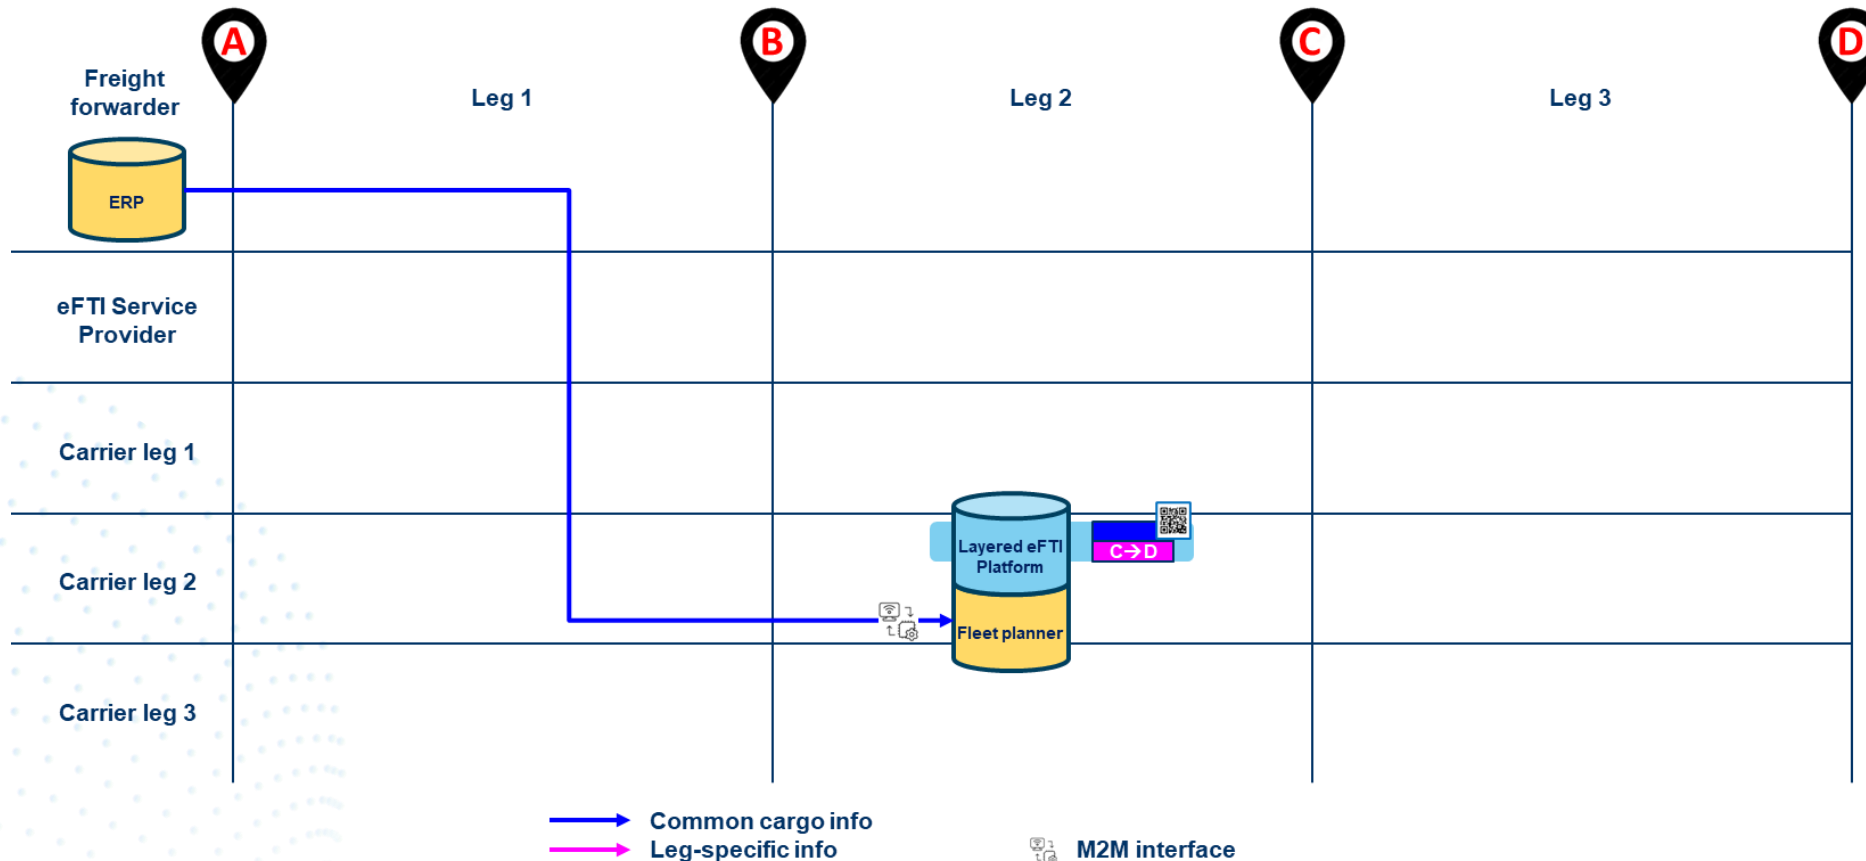 A
B
C
D
Freight
forwarder
Leg 1
Leg 2
Leg 3
ERP
eFTI Service
Provider
Carrier leg 1
Carrier leg 2
Layered eFTI
Platform
C→D
Fleet planner
Carrier leg 3
Common cargo info
Leg-specific info
M2M interface